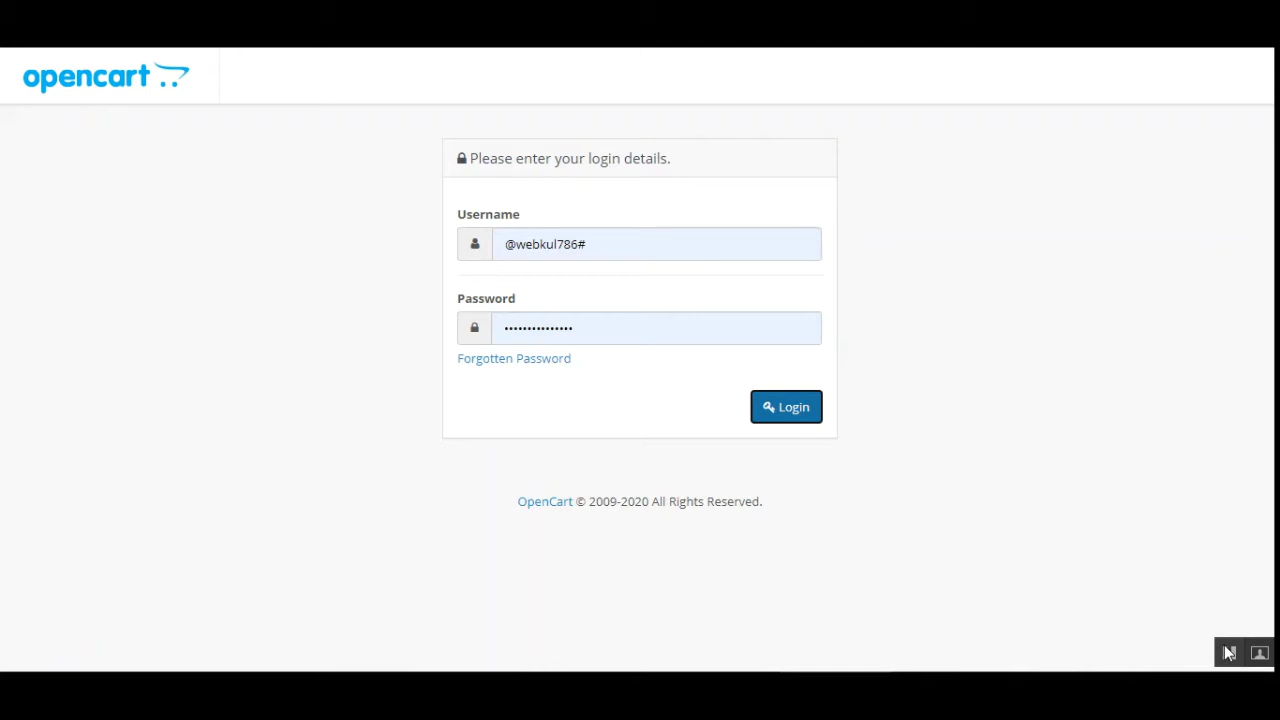 opencart
Please enter your login details.
Username
@webkul786#
Password
•••••••••••••••
Forgotten Password
Login
OpenCart © 2009-2020 All Rights Reserved.